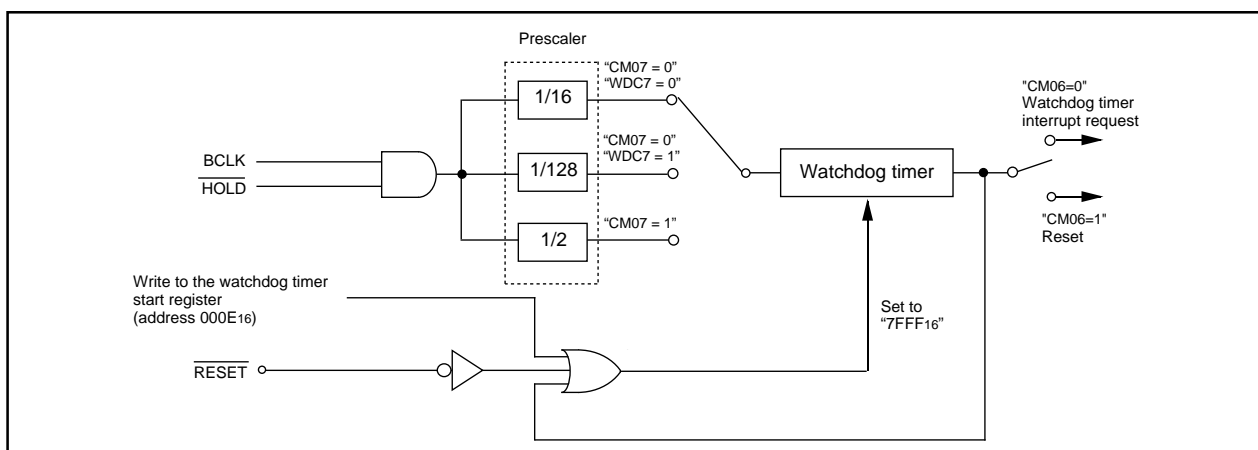 Prescaler
“CM07 = 0”
“WDC7 = 0”
1/16
"CM06=0"
Watchdog timer
interrupt request
BCLK
HOLD
“CM07 = 0”
“WDC7 = 1”
1/128
Watchdog timer
“CM07 = 1”
1/2
"CM06=1"
Reset
Write to the watchdog timer
start register
(address 000E16)
Set to
“7FFF16”
RESET